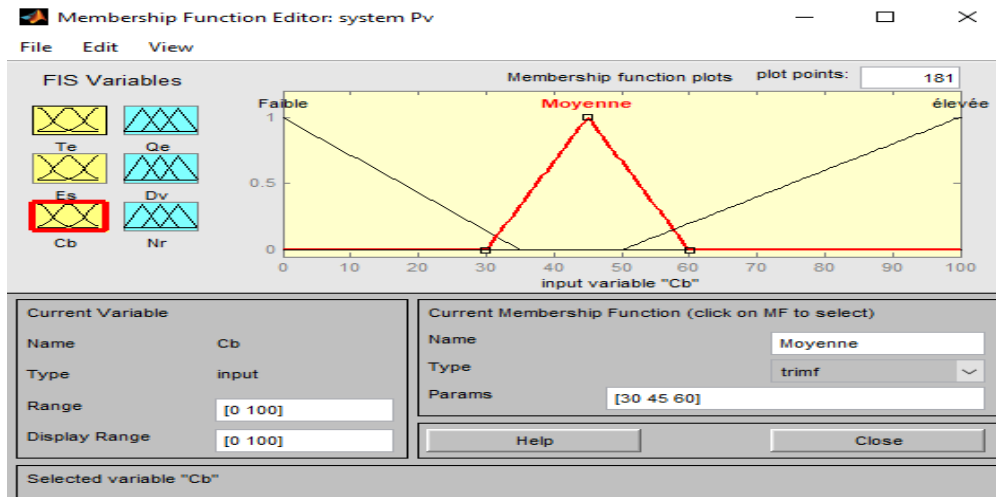 Membership Function Editor: system Pv
File Edit View
FIS Variables
Te Qe
Es Dv
Cb Nr
Membership function plots plot points: 181
Faible Moyenne élevée
1
0.5
0
0 10 20 30 40 50 60 70 80 90 100
input variable "Cb"
Current Variable
Name Cb
Type input
Range [0 100]
Display Range [0 100]
Current Membership Function (click on MF to select)
Name Moyenne
Type trimf
Params [30 45 60]
Help Close
Selected variable "Cb"